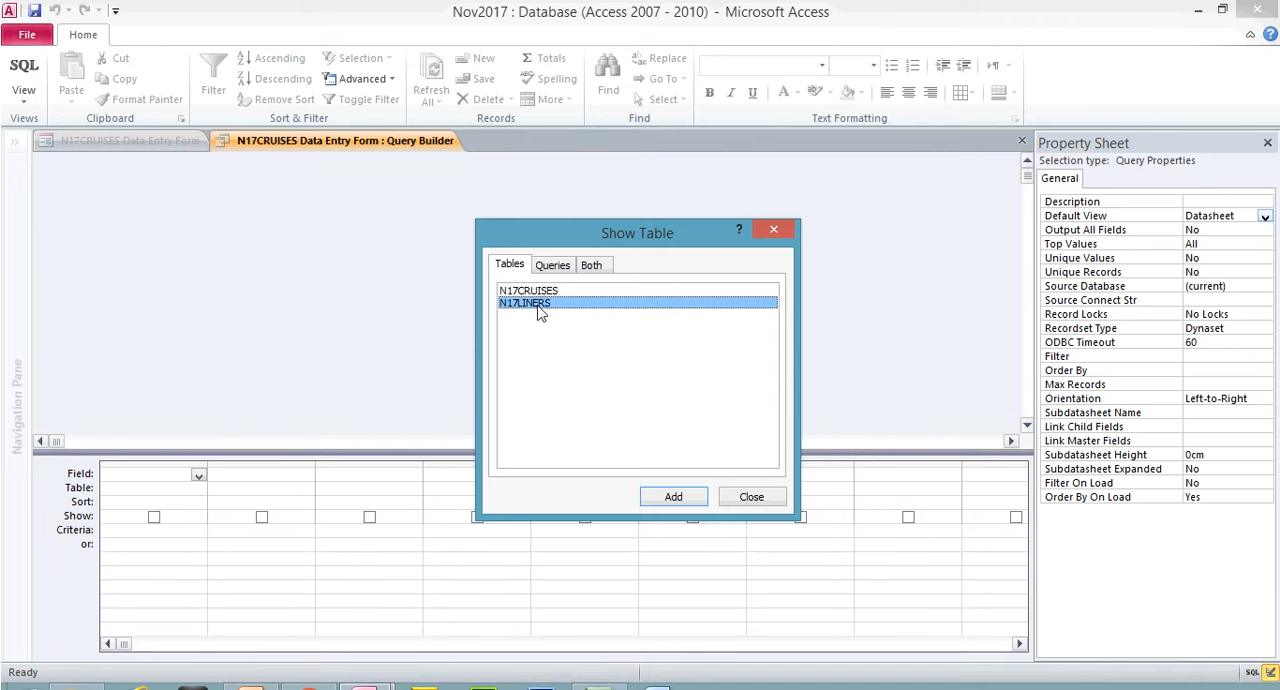 Nov2017 : Database (Access 2007 - 2010) - Microsoft Access
File Home
SQL
View
Views
Paste
Cut
Copy
Format Painter
Clipboard
Filter
Ascending
Descending
Remove Sort
Selection
Advanced
Toggle Filter
Sort & Filter
Refresh
All
New
Save
Delete
Totals
Spelling
More
Records
Find
Replace
Go To
Select
Find
B I U A
Text Formatting
N17CRUISES Data Entry Form
N17CRUISES Data Entry Form : Query Builder
Navigation Pane
Show Table
Tables Queries Both
N17CRUISES
N17LINERS
Add Close
Field:
Table:
Sort:
Show:
Criteria:
or:
Property Sheet
Selection type: Query Properties
General
Description
Default View Datasheet
Output All Fields No
Top Values All
Unique Values No
Unique Records No
Source Database (current)
Source Connect Str
Record Locks No Locks
Recordset Type Dynaset
ODBC Timeout 60
Filter
Order By
Max Records
Orientation Left-to-Right
Subdatasheet Name
Link Child Fields
Link Master Fields
Subdatasheet Height 0cm
Subdatasheet Expanded No
Filter On Load No
Order By On Load Yes
Ready
SQL